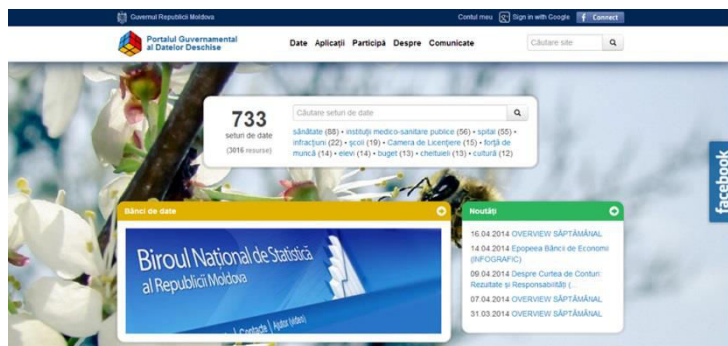 Guvernul Republicii Moldova
Contul meu
Sign in with Google
f Connect
Portalul Guvernamental
al Datelor Deschise
Date Aplicații Participă Despre Comunicate
Căutare site
733
seturi de date
(3016 resurse)
Căutare seturi de date
sănătate (88) • instituții medico-sanitare publice (56) • spital (55) •
infracțiuni (22) • școli (19) • Camera de Licențiere (15) • forță de
muncă (14) • elevi (14) • buget (13) • cheltuieli (13) • cultură (12)
facebook
Bănci de date
Biroul Național de Statistică
al Republicii Moldova
Contacte | Ajutor (video)
Noutăți
16.04.2014 OVERVIEW SĂPTĂMÂNAL
14.04.2014 Epopeea Băncii de Economii
(INFOGRAFIC)
09.04.2014 Despre Curtea de Conturi:
Rezultate și Responsabilități (...
07.04.2014 OVERVIEW SĂPTĂMÂNAL
31.03.2014 OVERVIEW SĂPTĂMÂNAL